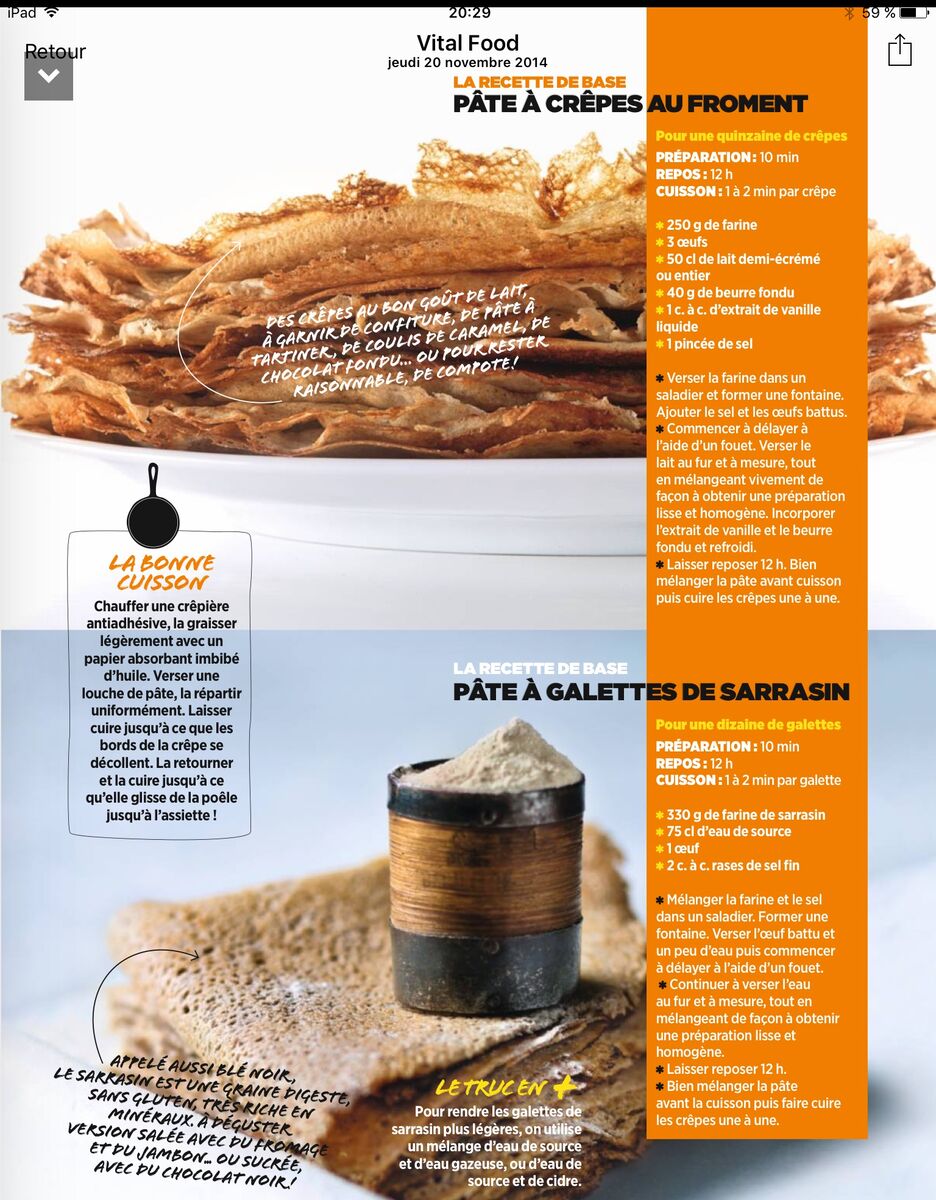 iPad
20:29
59 %
Retour
Vital Food
jeudi 20 novembre 2014
LA RECETTE DE BASE
PÂTE À CRÊPES AU FROMENT
Pour une quinzaine de crêpes
PRÉPARATION : 10 min
REPOS : 12 h
CUISSON : 1 à 2 min par crêpe
* 250 g de farine
* 3 œufs
* 50 cl de lait demi-écrémé
ou entier
* 40 g de beurre fondu
* 1 c. à c. d'extrait de vanille
liquide
* 1 pincée de sel
* Verser la farine dans un
saladier et former une fontaine.
Ajouter le sel et les œufs battus.
* Commencer à délayer à
l'aide d'un fouet. Verser le
lait au fur et à mesure, tout
en mélangeant vivement de
façon à obtenir une préparation
lisse et homogène. Incorporer
l'extrait de vanille et le beurre
fondu et refroidi.
* Laisser reposer 12 h. Bien
mélanger la pâte avant cuisson
puis cuire les crêpes une à une.
DES CRÊPES AU BON GOÛT DE LAIT,
À GARNIR DE CONFITURE, DE PÂTE À
TARTINER, DE COULIS DE CARAMEL, DE
CHOCOLAT FONDU... OU POUR RESTER
RAISONNABLE, DE COMPOTE !
LA BONNE
CUISSON
Chauffer une crêpière
antiadhésive, la graisser
légèrement avec un
papier absorbant imbibé
d'huile. Verser une
louche de pâte, la répartir
uniformément. Laisser
cuire jusqu'à ce que les
bords de la crêpe se
décollent. La retourner
et la cuire jusqu'à ce
qu'elle glisse de la poêle
jusqu'à l'assiette !
LA RECETTE DE BASE
PÂTE À GALETTES DE SARRASIN
Pour une dizaine de galettes
PRÉPARATION : 10 min
REPOS : 12 h
CUISSON : 1 à 2 min par galette
* 330 g de farine de sarrasin
* 75 cl d'eau de source
* 1 œuf
* 2 c. à c. rases de sel fin
* Mélanger la farine et le sel
dans un saladier. Former une
fontaine. Verser l'œuf battu et
un peu d'eau puis commencer
à délayer à l'aide d'un fouet.
* Continuer à verser l'eau
au fur et à mesure, tout en
mélangeant de façon à obtenir
une préparation lisse et
homogène.
* Laisser reposer 12 h.
* Bien mélanger la pâte
avant la cuisson puis faire cuire
les crêpes une à une.
APPELÉ AUSSI BLÉ NOIR,
LE SARRASIN EST UNE GRAINE DIGESTE,
SANS GLUTEN, TRÈS RICHE EN
MINÉRAUX. À DÉGUSTER
VERSION SALÉE AVEC DU FROMAGE
ET DU JAMBON... OU SUCRÉE,
AVEC DU CHOCOLAT NOIR !
LE TRUC EN +
Pour rendre les galettes de
sarrasin plus légères, on utilise
un mélange d'eau de source
et d'eau gazeuse, ou d'eau de
source et de cidre.